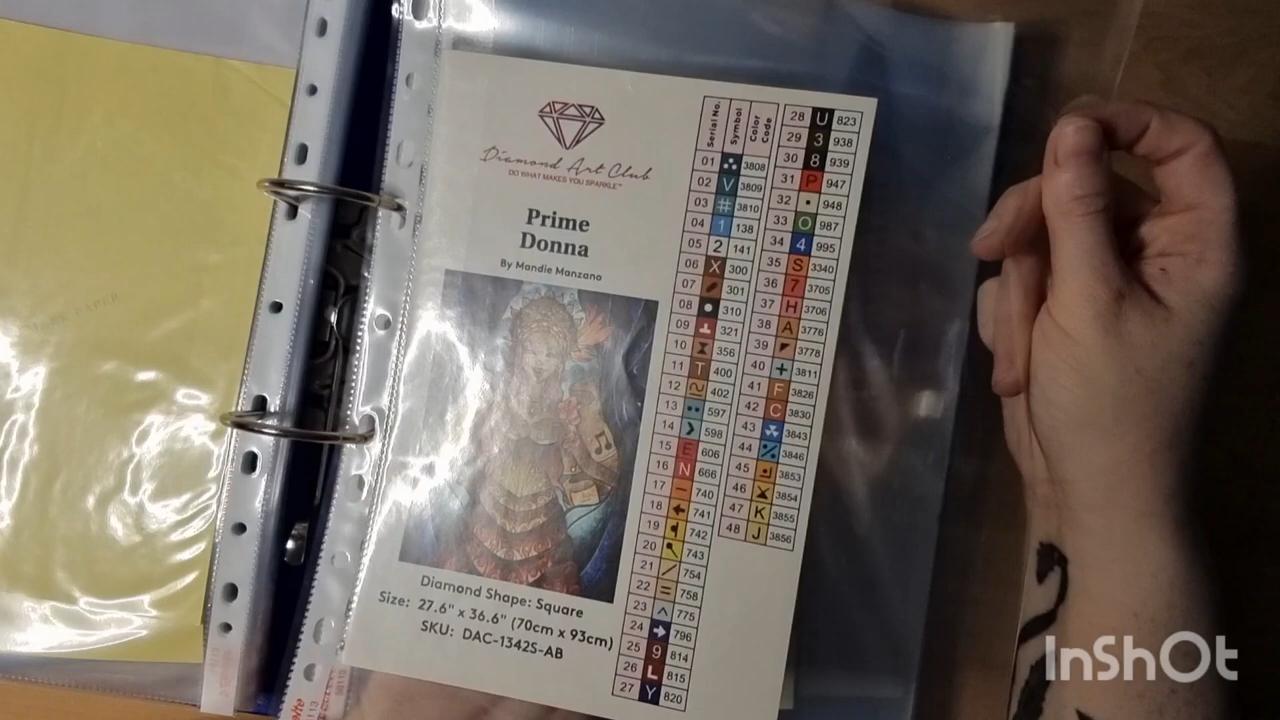 Diamond Art Club
DO WHAT MAKES YOU SPARKLE™
Prime
Donna
By Mandie Manzano
Diamond Shape: Square
Size: 27.6" x 36.6" (70cm x 93cm)
SKU: DAC-1342S-AB
Serial No. Symbol Color Code
01 3808
02 V 3809
03 # 3810
04 1 138
05 2 141
06 X 300
07 301
08 310
09 321
10 356
11 T 400
12 402
13 597
14 598
15 E 606
16 N 666
17 740
18 741
19 742
20 743
21 / 754
22 = 758
23 ^ 775
24 796
25 9 814
26 L 815
27 Y 820
28 U 823
29 3 938
30 8 939
31 P 947
32 948
33 O 987
34 4 995
35 S 3340
36 7 3705
37 H 3706
38 A 3776
39 3778
40 + 3811
41 F 3826
42 C 3830
43 3843
44 3846
45 3853
46 3854
47 K 3855
48 J 3856
InShOt